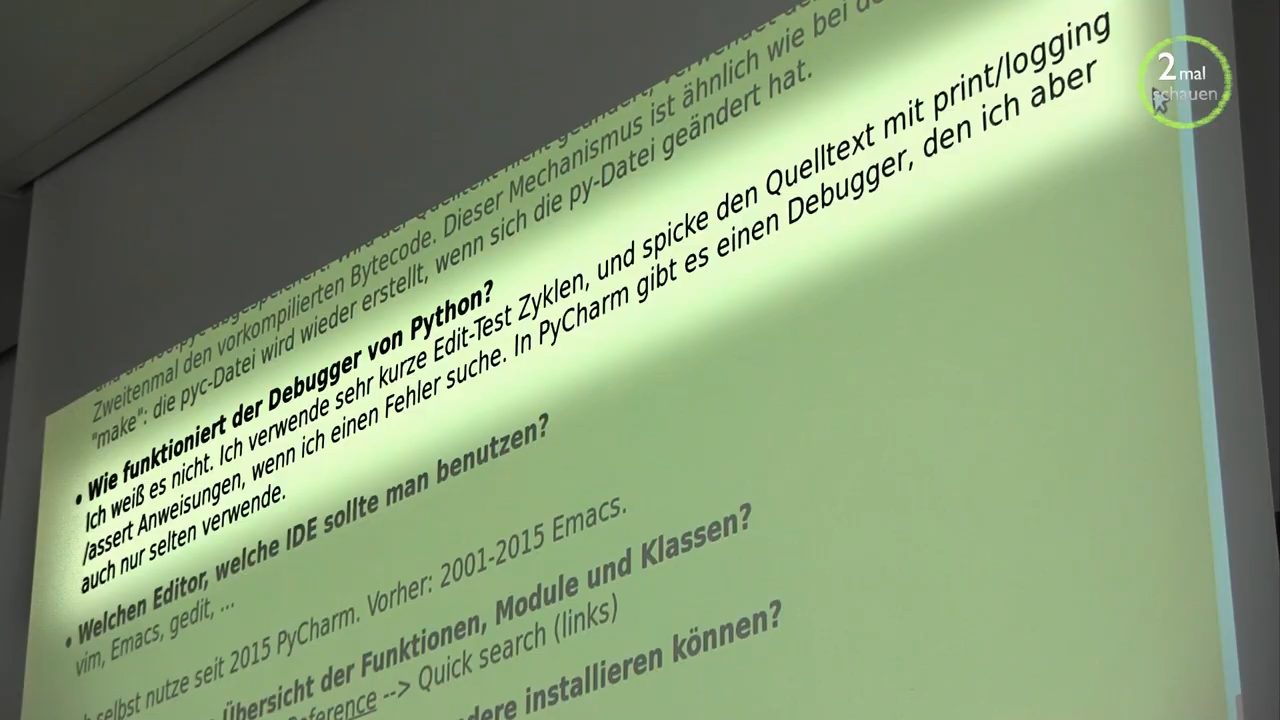 Zweitenmal den vorkompilierten Bytecode. Dieser Mechanismus ist ähnlich wie bei
"make": die pyc-Datei wird wieder erstellt, wenn sich die py-Datei geändert hat.
• Wie funktioniert der Debugger von Python?
Ich weiß es nicht. Ich verwende sehr kurze Edit-Test Zyklen, und spicke den Quelltext mit print/logging
/assert Anweisungen, wenn ich einen Fehler suche. In PyCharm gibt es einen Debugger, den ich aber
auch nur selten verwende.
• Welchen Editor, welche IDE sollte man benutzen?
vim, Emacs, gedit, ...
selbst nutze seit 2015 PyCharm. Vorher: 2001-2015 Emacs.
Übersicht der Funktionen, Module und Klassen?
--> Quick search (links)
installieren können?
2 mal
schauen